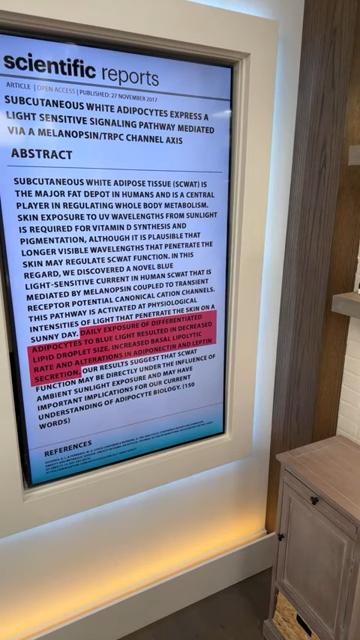 scientific reports
ARTICLE | OPEN ACCESS | PUBLISHED: 27 NOVEMBER 2017
SUBCUTANEOUS WHITE ADIPOCYTES EXPRESS A
LIGHT SENSITIVE SIGNALING PATHWAY MEDIATED
VIA A MELANOPSIN/TRPC CHANNEL AXIS
ABSTRACT
SUBCUTANEOUS WHITE ADIPOSE TISSUE (SCWAT) IS
THE MAJOR FAT DEPOT IN HUMANS AND IS A CENTRAL
PLAYER IN REGULATING WHOLE BODY METABOLISM.
SKIN EXPOSURE TO UV WAVELENGTHS FROM SUNLIGHT
IS REQUIRED FOR VITAMIN D SYNTHESIS AND
PIGMENTATION, ALTHOUGH IT IS PLAUSIBLE THAT
LONGER VISIBLE WAVELENGTHS THAT PENETRATE THE
SKIN MAY REGULATE SCWAT FUNCTION. IN THIS
REGARD, WE DISCOVERED A NOVEL BLUE
LIGHT-SENSITIVE CURRENT IN HUMAN SCWAT THAT IS
MEDIATED BY MELANOPSIN COUPLED TO TRANSIENT
RECEPTOR POTENTIAL CANONICAL CATION CHANNELS.
THIS PATHWAY IS ACTIVATED AT PHYSIOLOGICAL
INTENSITIES OF LIGHT THAT PENETRATE THE SKIN ON A
SUNNY DAY. DAILY EXPOSURE OF DIFFERENTIATED
ADIPOCYTES TO BLUE LIGHT RESULTED IN DECREASED
LIPID DROPLET SIZE, INCREASED BASAL LIPOLYTIC
RATE AND ALTERATIONS IN ADIPONECTIN AND LEPTIN
SECRETION. OUR RESULTS SUGGEST THAT SCWAT
FUNCTION MAY BE DIRECTLY UNDER THE INFLUENCE OF
AMBIENT SUNLIGHT EXPOSURE AND MAY HAVE
IMPORTANT IMPLICATIONS FOR OUR CURRENT
UNDERSTANDING OF ADIPOCYTE BIOLOGY. (150
WORDS)
REFERENCES